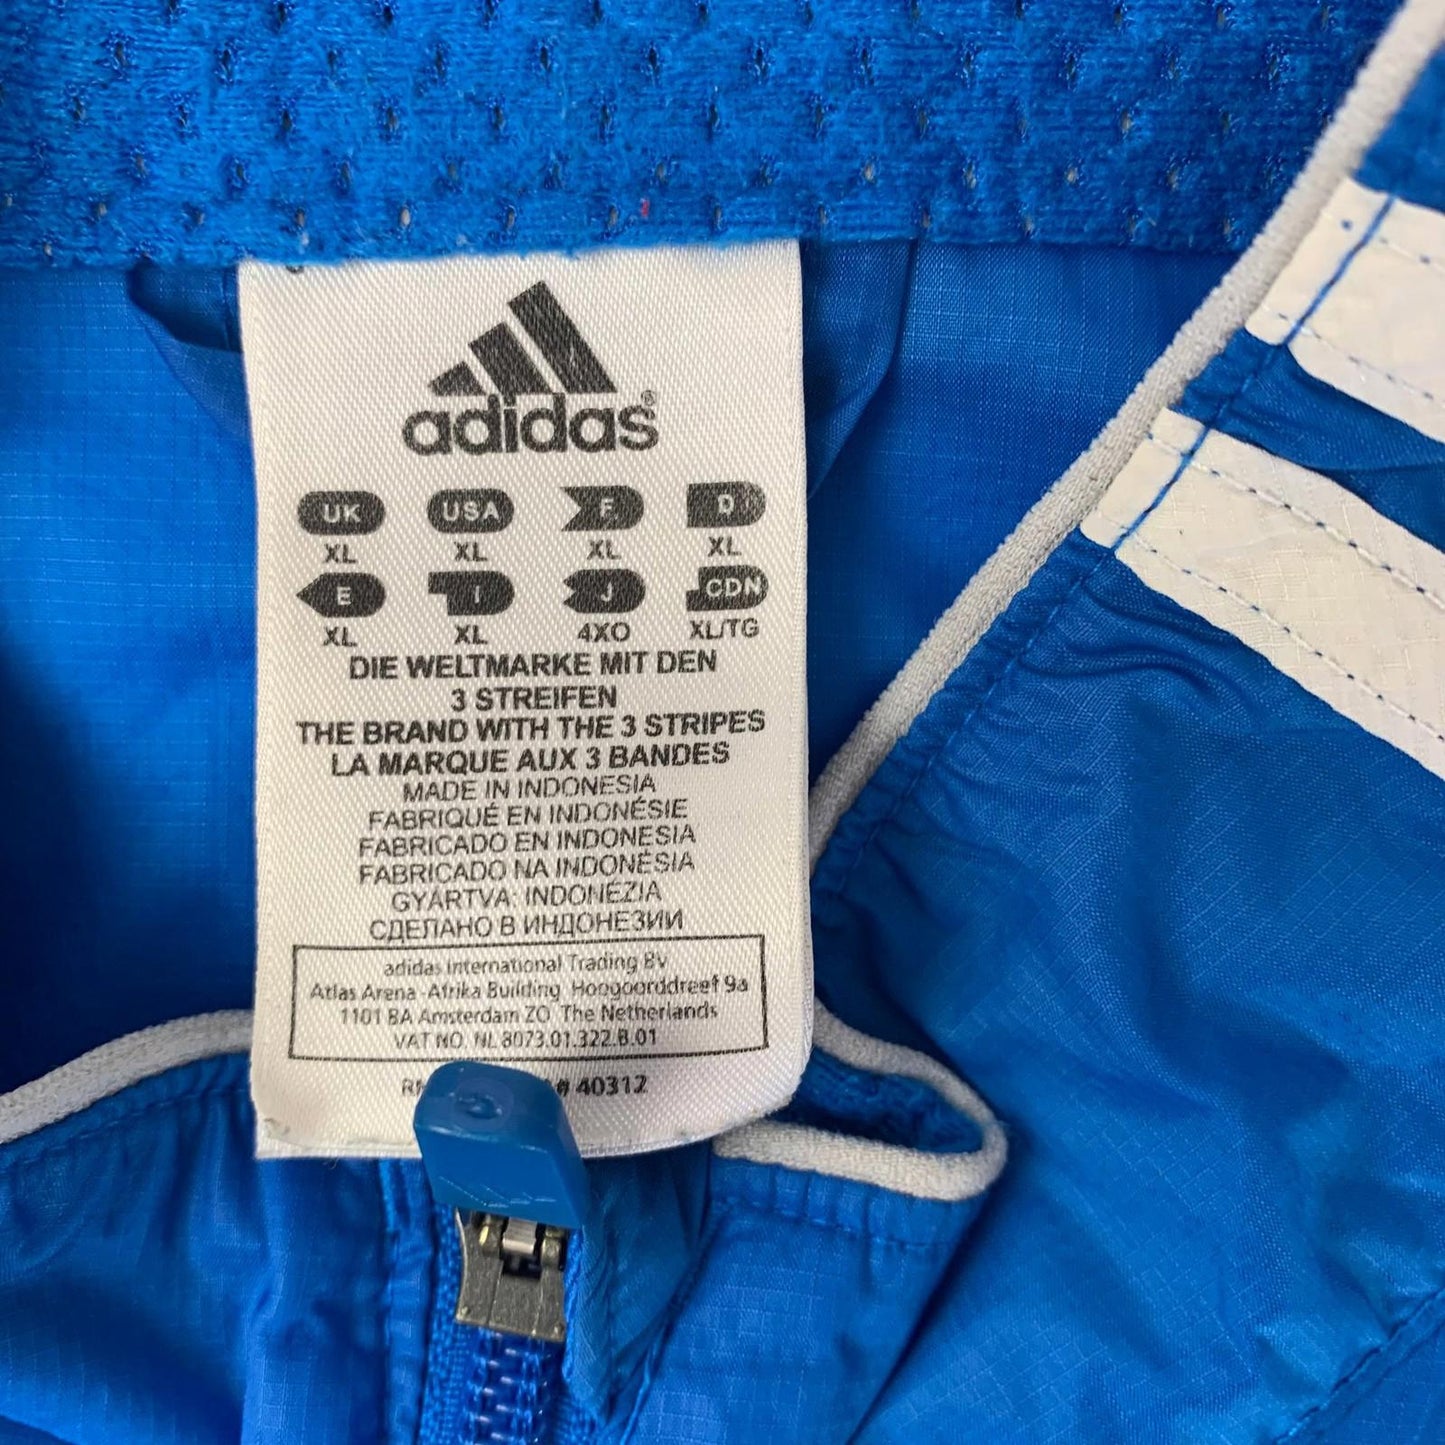 adidas®
UK USA F D
XL XL XL XL
E I J CDN
XL XL 4XO XL/TG
DIE WELTMARKE MIT DEN
3 STREIFEN
THE BRAND WITH THE 3 STRIPES
LA MARQUE AUX 3 BANDES
MADE IN INDONESIA
FABRIQUÉ EN INDONÉSIE
FABRICADO EN INDONESIA
FABRICADO NA INDONÉSIA
GYÁRTVA: INDONÉZIA
СДЕЛАНО В ИНДОНЕЗИИ
adidas International Trading BV
Atlas Arena -Afrika Building Hoogoorddreef 9a
1101 BA Amsterdam ZO The Netherlands
VAT NO. NL 8073.01.322.B.01
# 40312